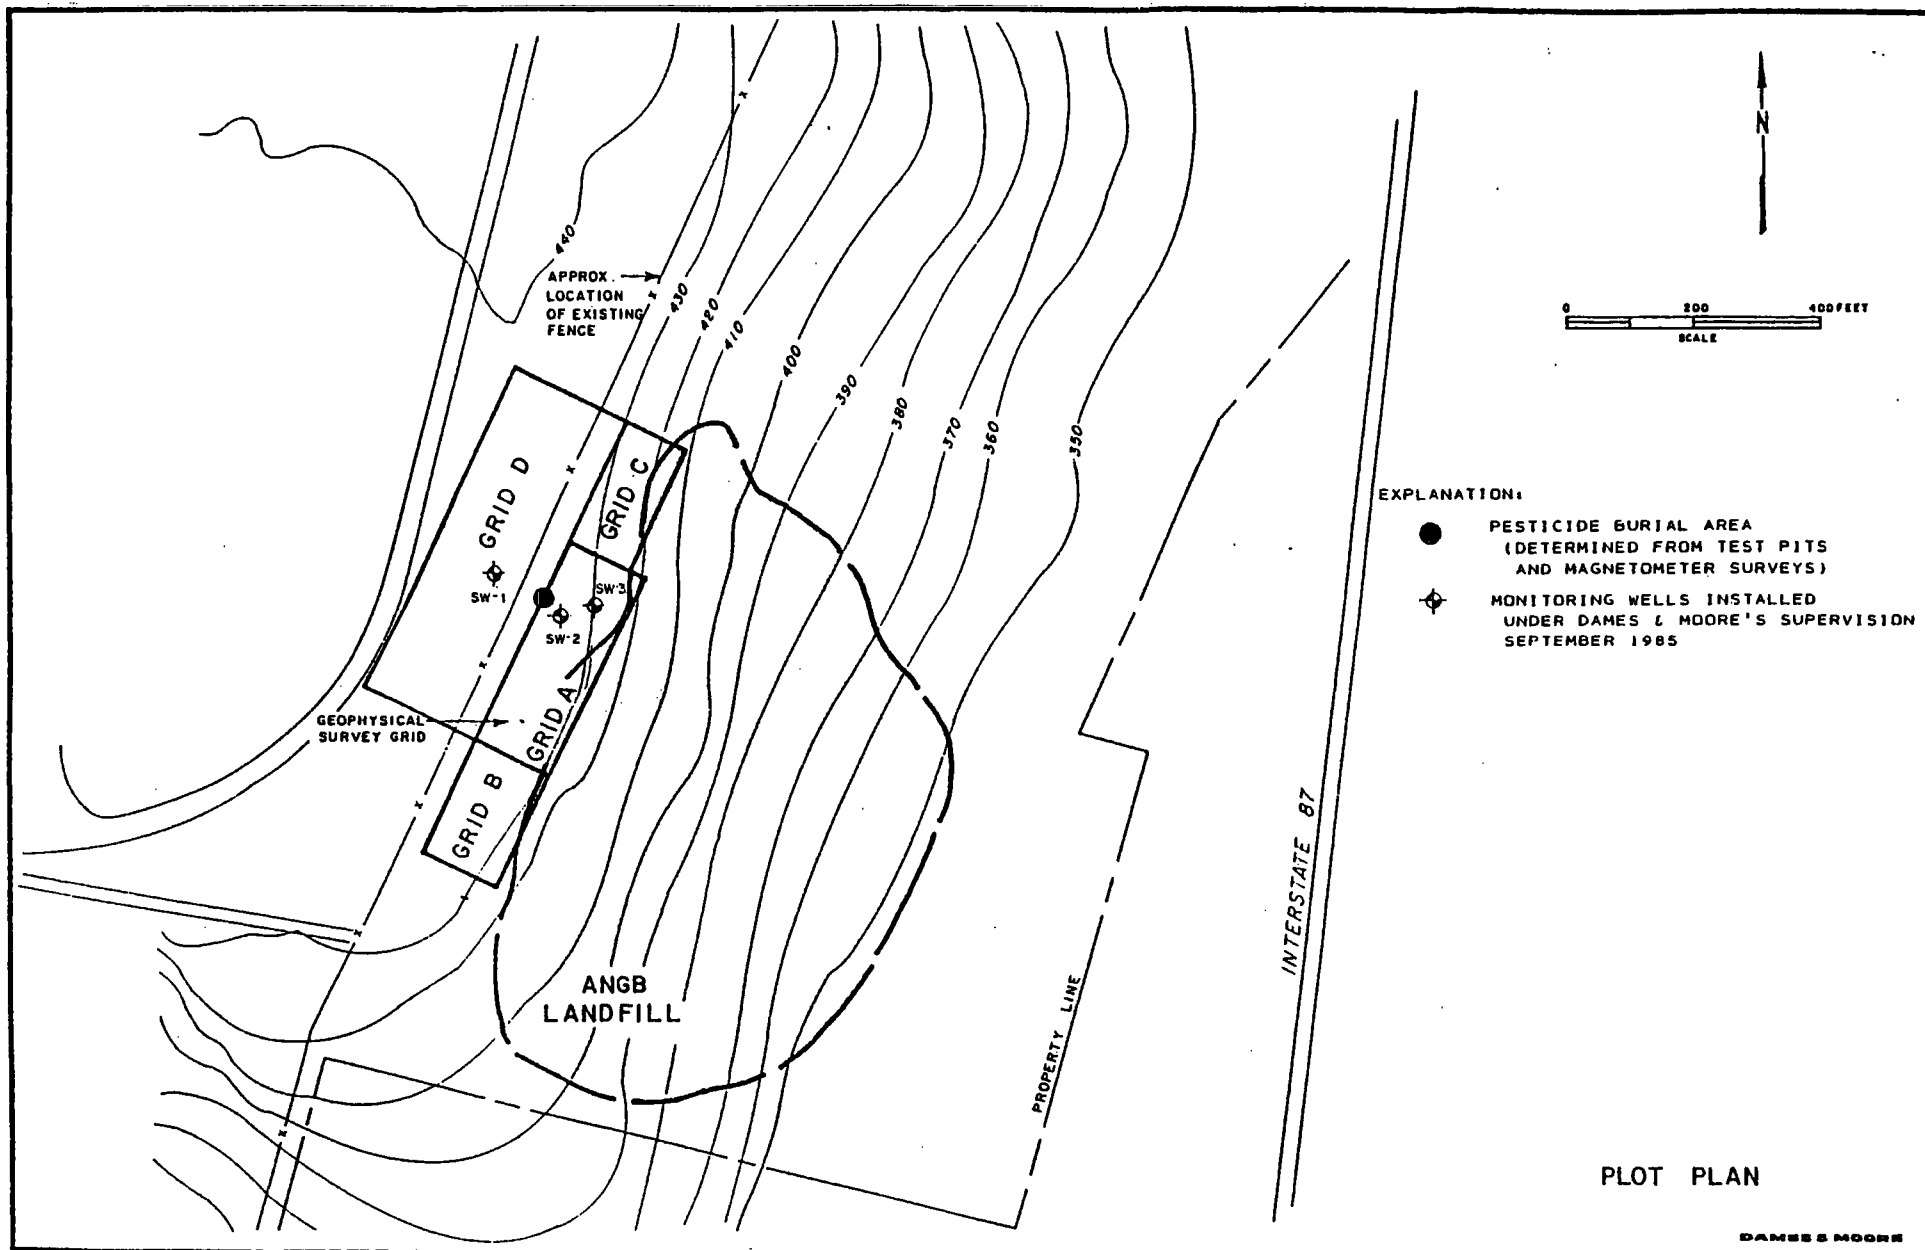 N
0 200 400 FEET
SCALE
440
APPROX.
LOCATION
OF EXISTING
FENCE
430
420
410
400
390
380
370
360
350
GRID D
GRID C
SW-1
SW-2
SW-3
GEOPHYSICAL
SURVEY GRID
GRID A
GRID B
EXPLANATION:
PESTICIDE BURIAL AREA
(DETERMINED FROM TEST PITS
AND MAGNETOMETER SURVEYS)
MONITORING WELLS INSTALLED
UNDER DAMES & MOORE'S SUPERVISION
SEPTEMBER 1985
INTERSTATE 87
ANGB
LANDFILL
PROPERTY LINE
PLOT PLAN
DAMES & MOORE